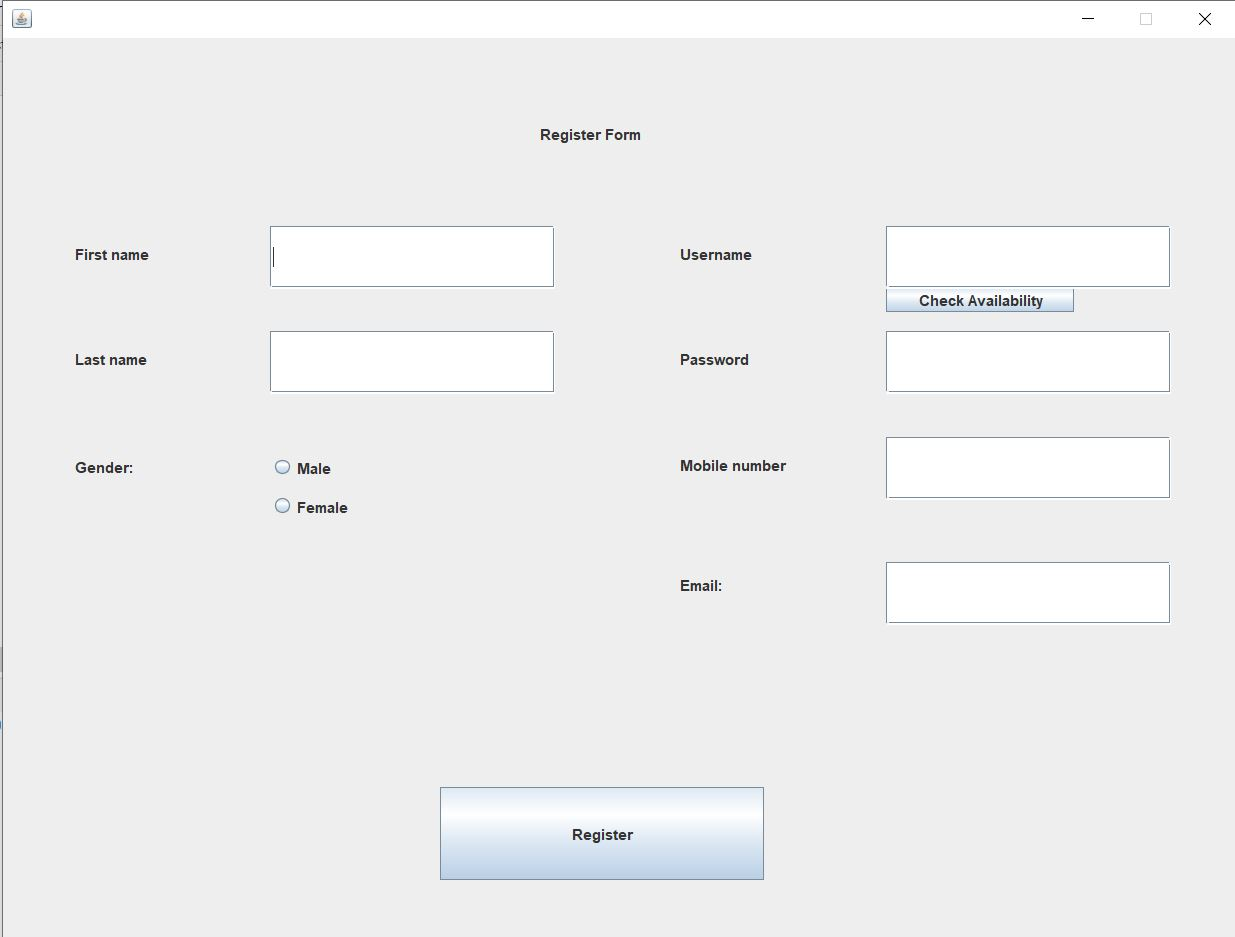 Register Form
First name
Username
Check Availability
Last name
Password
Gender:
Male
Mobile number
Female
Email:
Register